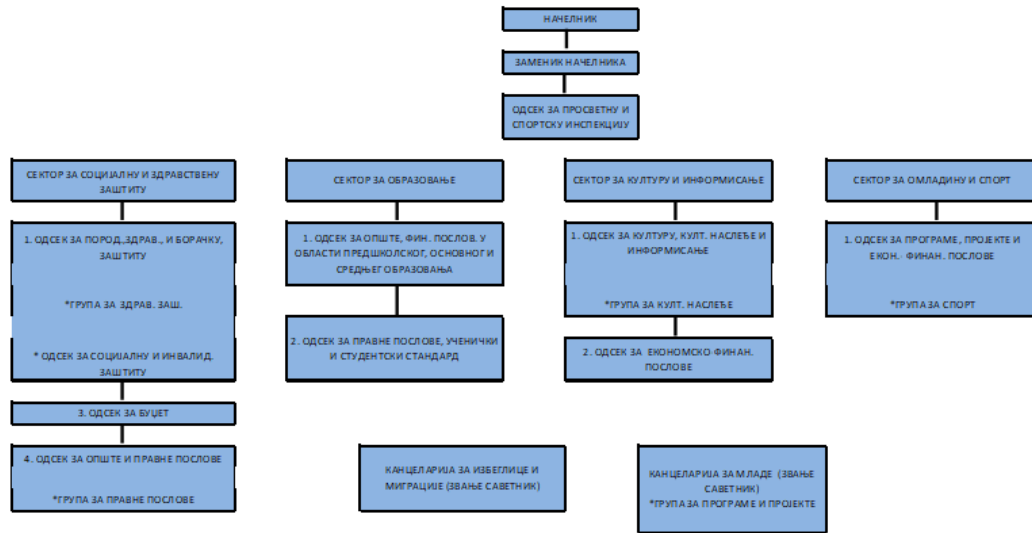 НАЧЕЛНИК
ЗАМЕНИК НАЧЕЛНИКА
ОДСЕК ЗА ПРОСВЕТНУ И
СПОРТСКУ ИНСПЕКЦИЈУ
СЕКТОР ЗА СОЦИЈАЛНУ И ЗДРАВСТВЕНУ
ЗАШТИТУ
1. ОДСЕК ЗА ПОРОД.,ЗДРАВ., И БОРАЧКУ,
ЗАШТИТУ
*ГРУПА ЗА ЗДРАВ. ЗАШ.
* ОДСЕК ЗА СОЦИЈАЛНУ И ИНВАЛИД.
ЗАШТИТУ
3. ОДСЕК ЗА БУЏЕТ
4. ОДСЕК ЗА ОПШТЕ И ПРАВНЕ ПОСЛОВЕ
*ГРУПА ЗА ПРАВНЕ ПОСЛОВЕ
СЕКТОР ЗА ОБРАЗОВАЊЕ
1. ОДСЕК ЗА ОПШТЕ, ФИН. ПОСЛОВ. У
ОБЛАСТИ ПРЕДШКОЛСКОГ, ОСНОВНОГ И
СРЕДЊЕГ ОБРАЗОВАЊА
2. ОДСЕК ЗА ПРАВНЕ ПОСЛОВЕ, УЧЕНИЧКИ
И СТУДЕНТСКИ СТАНДАРД
СЕКТОР ЗА КУЛТУРУ И ИНФОРМИСАЊЕ
1. ОДСЕК ЗА КУЛТУРУ, КУЛТ. НАСЛЕЂЕ И
ИНФОРМИСАЊЕ
*ГРУПА ЗА КУЛТ. НАСЛЕЂЕ
2. ОДСЕК ЗА ЕКОНОМСКО ФИНАН.
ПОСЛОВЕ
СЕКТОР ЗА ОМЛАДИНУ И СПОРТ
1. ОДСЕК ЗА ПРОГРАМЕ, ПРОЈЕКТЕ И
ЕКОН.- ФИНАН. ПОСЛОВЕ
*ГРУПА ЗА СПОРТ
КАНЦЕЛАРИЈА ЗА ИЗБЕГЛИЦЕ И
МИГРАЦИЈЕ (ЗВАЊЕ САВЕТНИК)
КАНЦЕЛАРИЈА ЗА МЛАДЕ (ЗВАЊЕ
САВЕТНИК)
*ГРУПА ЗА ПРОГРАМЕ И ПРОЈЕКТЕ